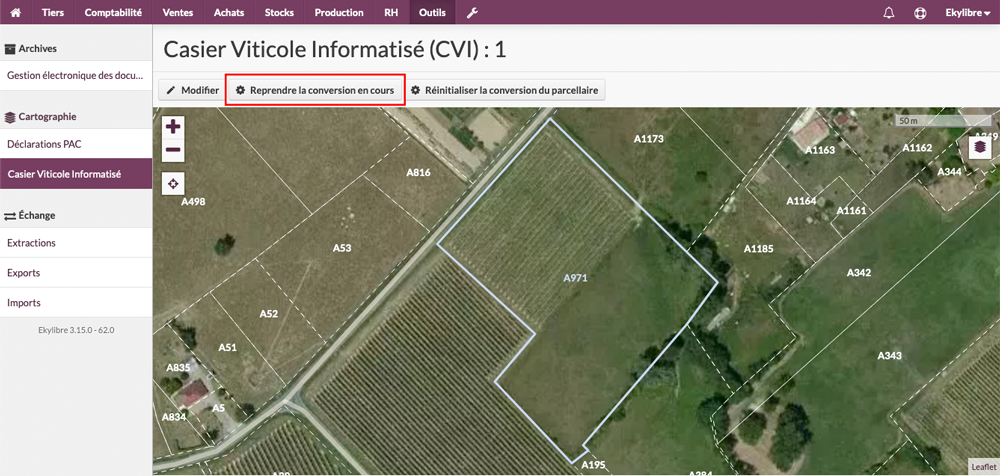 Tiers Comptabilité Ventes Achats Stocks Production RH Outils Ekylibre
Archives
Gestion électronique des docu...
Cartographie
Déclarations PAC
Casier Viticole Informatisé
Échange
Extractions
Exports
Imports
Ekylibre 3.15.0 - 62.0
Casier Viticole Informatisé (CVI) : 1
Modifier Reprendre la conversion en cours Réinitialiser la conversion du parcellaire
50 m
A1173
A1163
A1162
A816
A344
A498
A1164
A1161
A53
A1185
A342
A971
A52
A51
A343
A835
A5
A834
A195
Leaflet